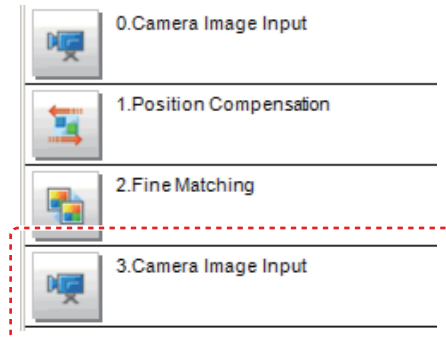 0.Camera Image Input
1.Position Compensation
2.Fine Matching
3.Camera Image Input